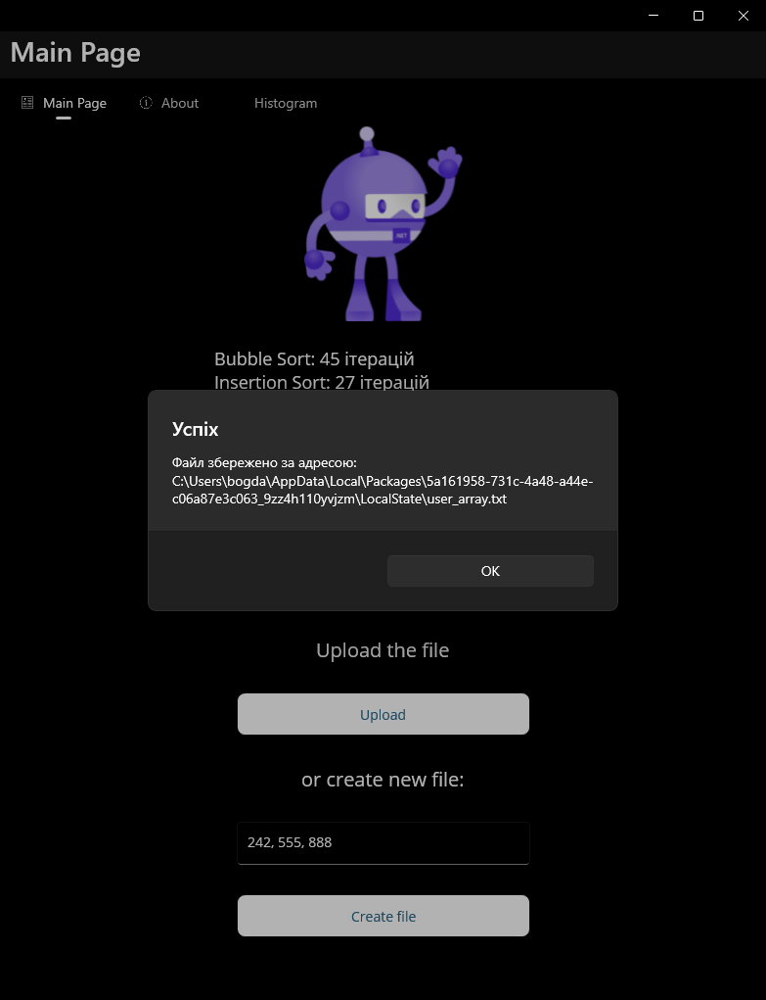 Main Page
Main Page
About
Histogram
.NET
Bubble Sort: 45 ітерацій
Insertion Sort: 27 ітерацій
Успіх
Файл збережено за адресою:
C:\Users\bogda\AppData\Local\Packages\5a161958-731c-4a48-a44e-
c06a87e3c063_9zz4h110yvjzm\LocalState\user_array.txt
OK
Upload the file
Upload
or create new file:
242, 555, 888
Create file